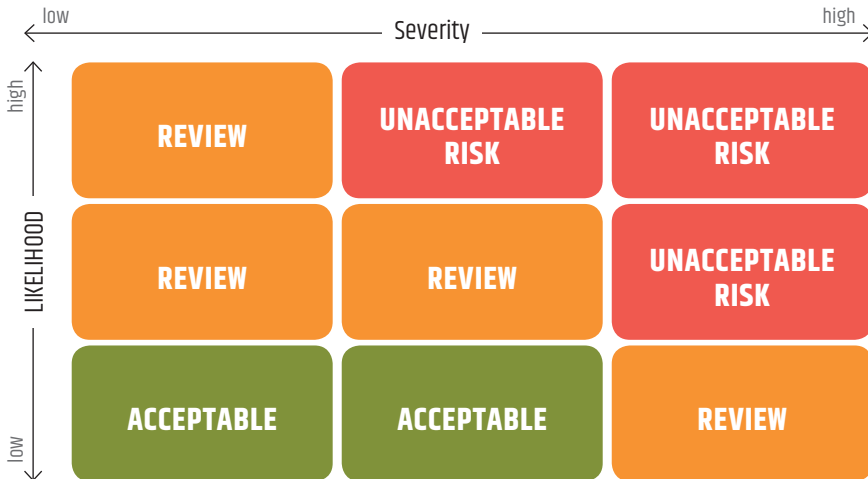 low
high
Severity
high
REVIEW
UNACCEPTABLE
RISK
UNACCEPTABLE
RISK
LIKELIHOOD
REVIEW
REVIEW
UNACCEPTABLE
RISK
low
ACCEPTABLE
ACCEPTABLE
REVIEW